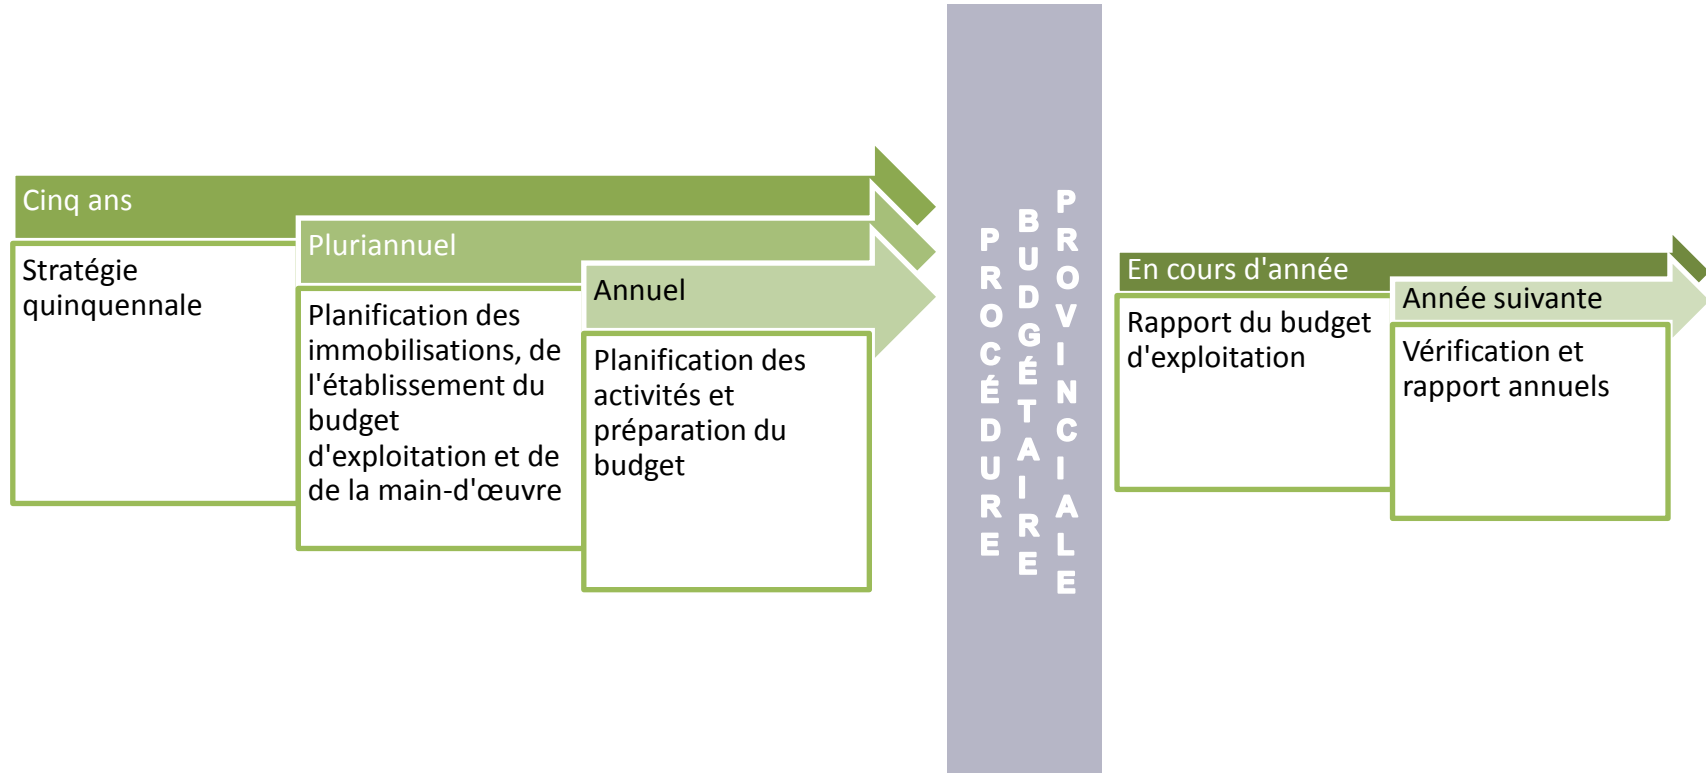 Cinq ans
Stratégie
quinquennale
Pluriannuel
Planification des
immobilisations, de
l'établissement du
budget
d'exploitation et de
de la main-d'œuvre
Annuel
Planification des
activités et
préparation du
budget
PROCÉDURE
BUDGÉTAIRE
PROVINCIALE
En cours d'année
Rapport du budget
d'exploitation
Année suivante
Vérification et
rapport annuels